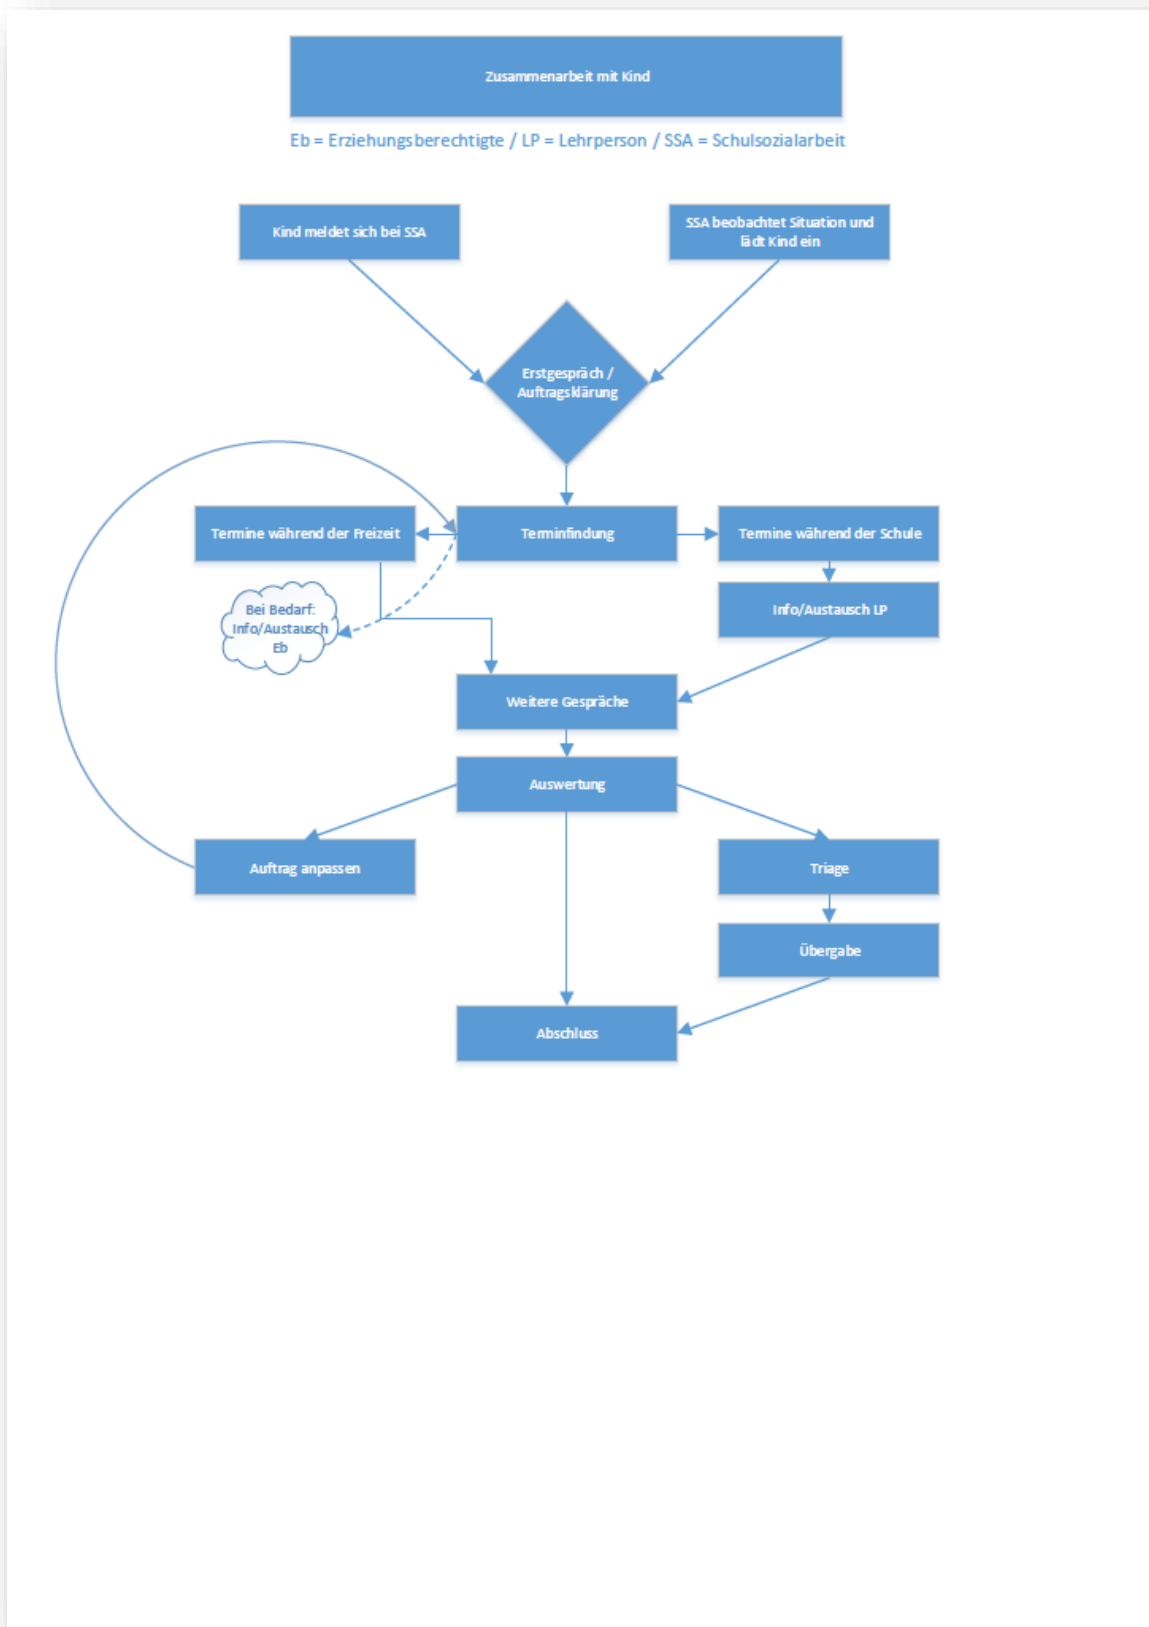 Zusammenarbeit mit Kind
Eb = Erziehungsberechtigte / LP = Lehrperson / SSA = Schulsozialarbeit
Kind meldet sich bei SSA
SSA beobachtet Situation und
lädt Kind ein
Erstgespräch /
Auftragsklärung
Termine während der Freizeit
Terminfindung
Termine während der Schule
Bei Bedarf:
Info/Austausch
Eb
Info/Austausch LP
Weitere Gespräche
Auswertung
Auftrag anpassen
Triage
Übergabe
Abschluss